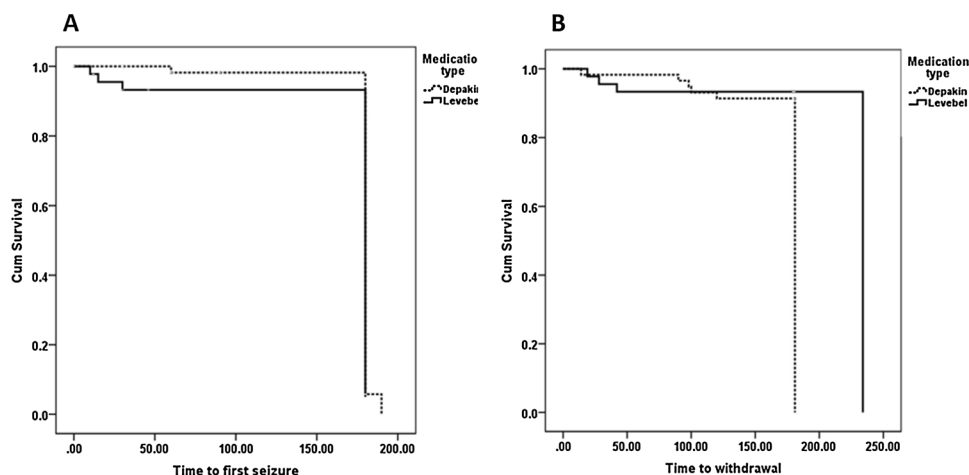 A
Medicatio
type
Depakin
Levebe
1.0
0.8
0.6
0.4
0.2
0.0
Cum Survival
.00 50.00 100.00 150.00 200.00
Time to first seizure
B
Medication
type
Depakin
Levebel
1.0
0.8
0.6
0.4
0.2
0.0
Cum Survival
.00 50.00 100.00 150.00 200.00 250.00
Time to withdrawal